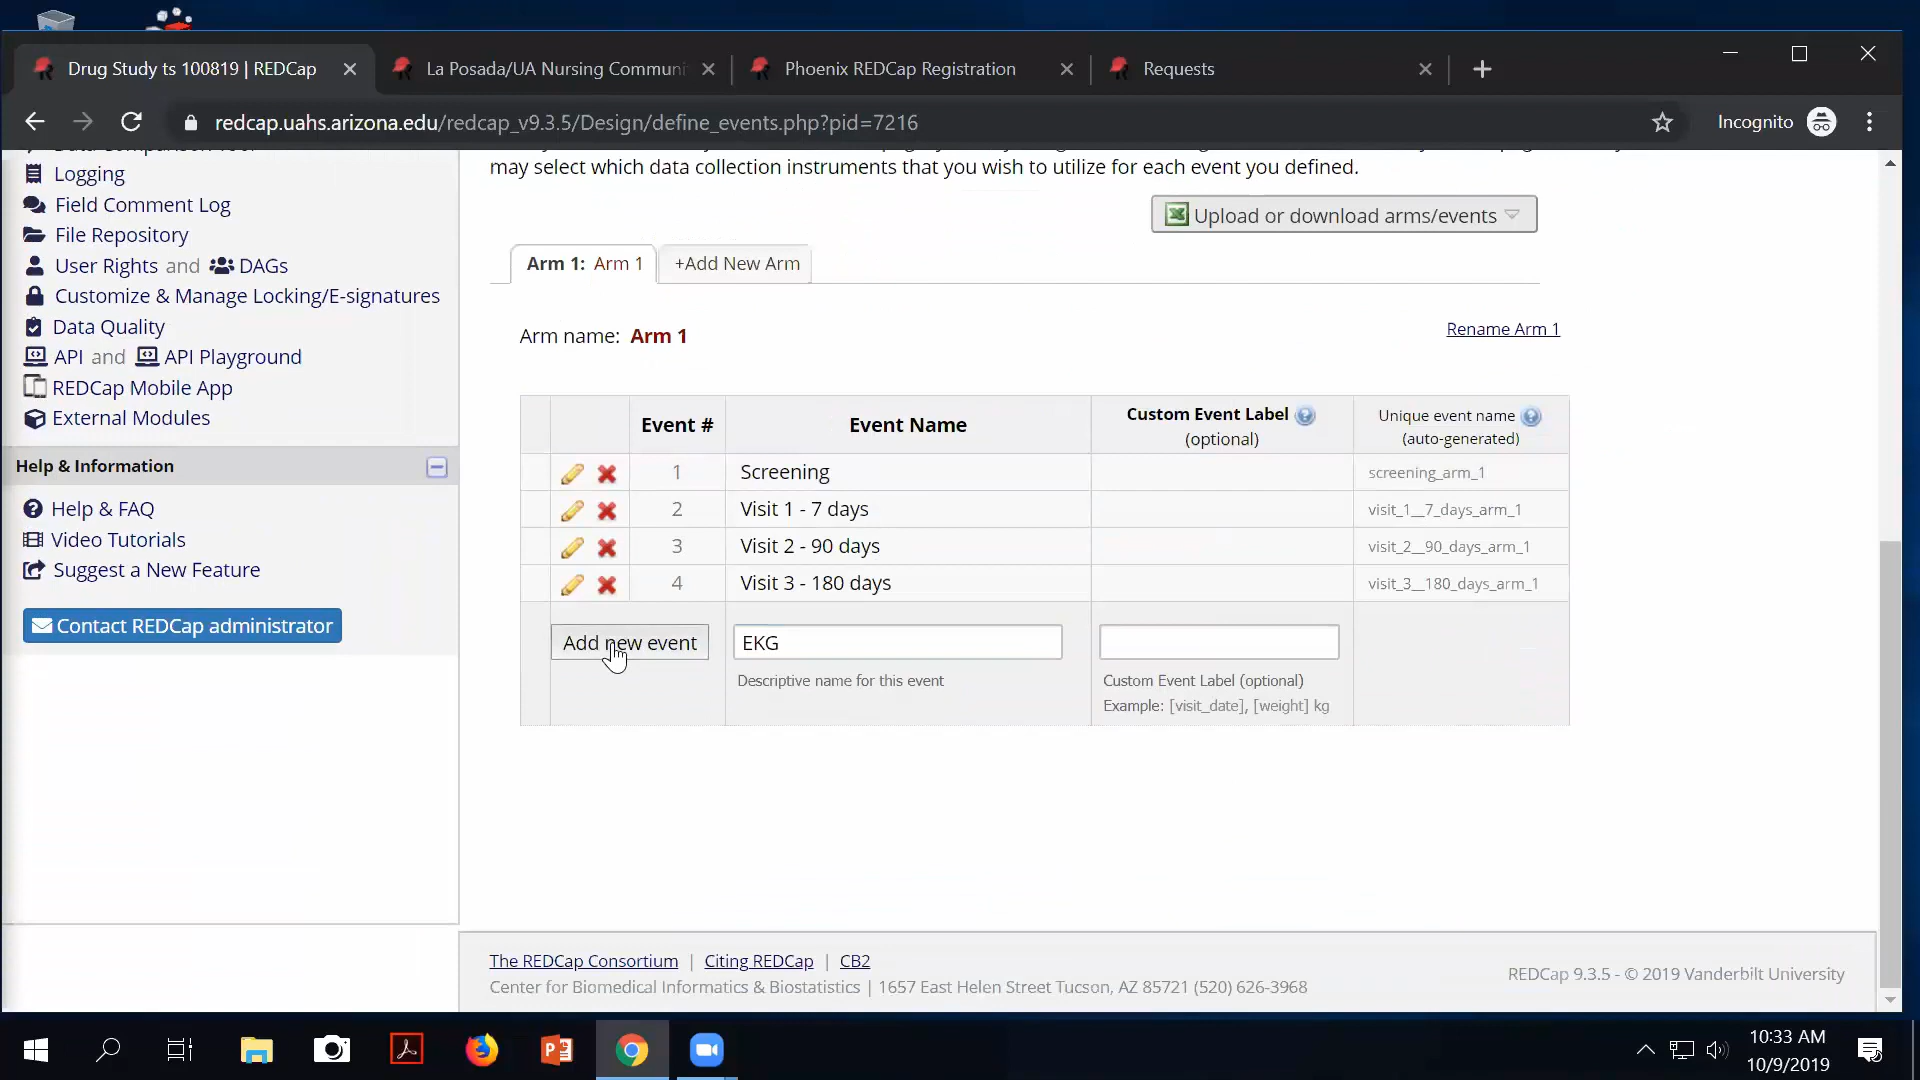 Drug Study ts 100819 | REDCap
La Posada/UA Nursing Commun
Phoenix REDCap Registration
Requests
redcap.uahs.arizona.edu/redcap_v9.3.5/Design/define_events.php?pid=7216
Incognito
Logging
Field Comment Log
File Repository
User Rights and DAGs
Customize & Manage Locking/E-signatures
Data Quality
API and API Playground
REDCap Mobile App
External Modules
Help & Information
Help & FAQ
Video Tutorials
Suggest a New Feature
Contact REDCap administrator
may select which data collection instruments that you wish to utilize for each event you defined.
Upload or download arms/events
Arm 1: Arm 1
+Add New Arm
Arm name: Arm 1
Rename Arm 1
Event #
Event Name
Custom Event Label
(optional)
Unique event name
(auto-generated)
1 Screening screening_arm_1
2 Visit 1 - 7 days visit_1__7_days_arm_1
3 Visit 2 - 90 days visit_2__90_days_arm_1
4 Visit 3 - 180 days visit_3__180_days_arm_1
Add new event
EKG
Descriptive name for this event
Custom Event Label (optional)
Example: [visit_date], [weight] kg
The REDCap Consortium | Citing REDCap | CB2
Center for Biomedical Informatics & Biostatistics | 1657 East Helen Street Tucson, AZ 85721 (520) 626-3968
REDCap 9.3.5 - © 2019 Vanderbilt University
10:33 AM
10/9/2019